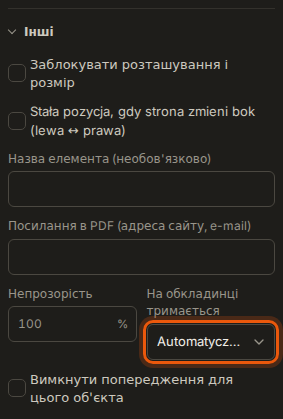 Інші
Заблокувати розташування і
розмір
Stała pozycja, gdy strona zmieni bok
(lewa ↔ prawa)
Назва елемента (необов'язково)
Посилання в PDF (адреса сайту, e-mail)
Непрозорість
На обкладинці
тримається
100 %
Automatycz...
Вимкнути попередження для
цього об'єкта